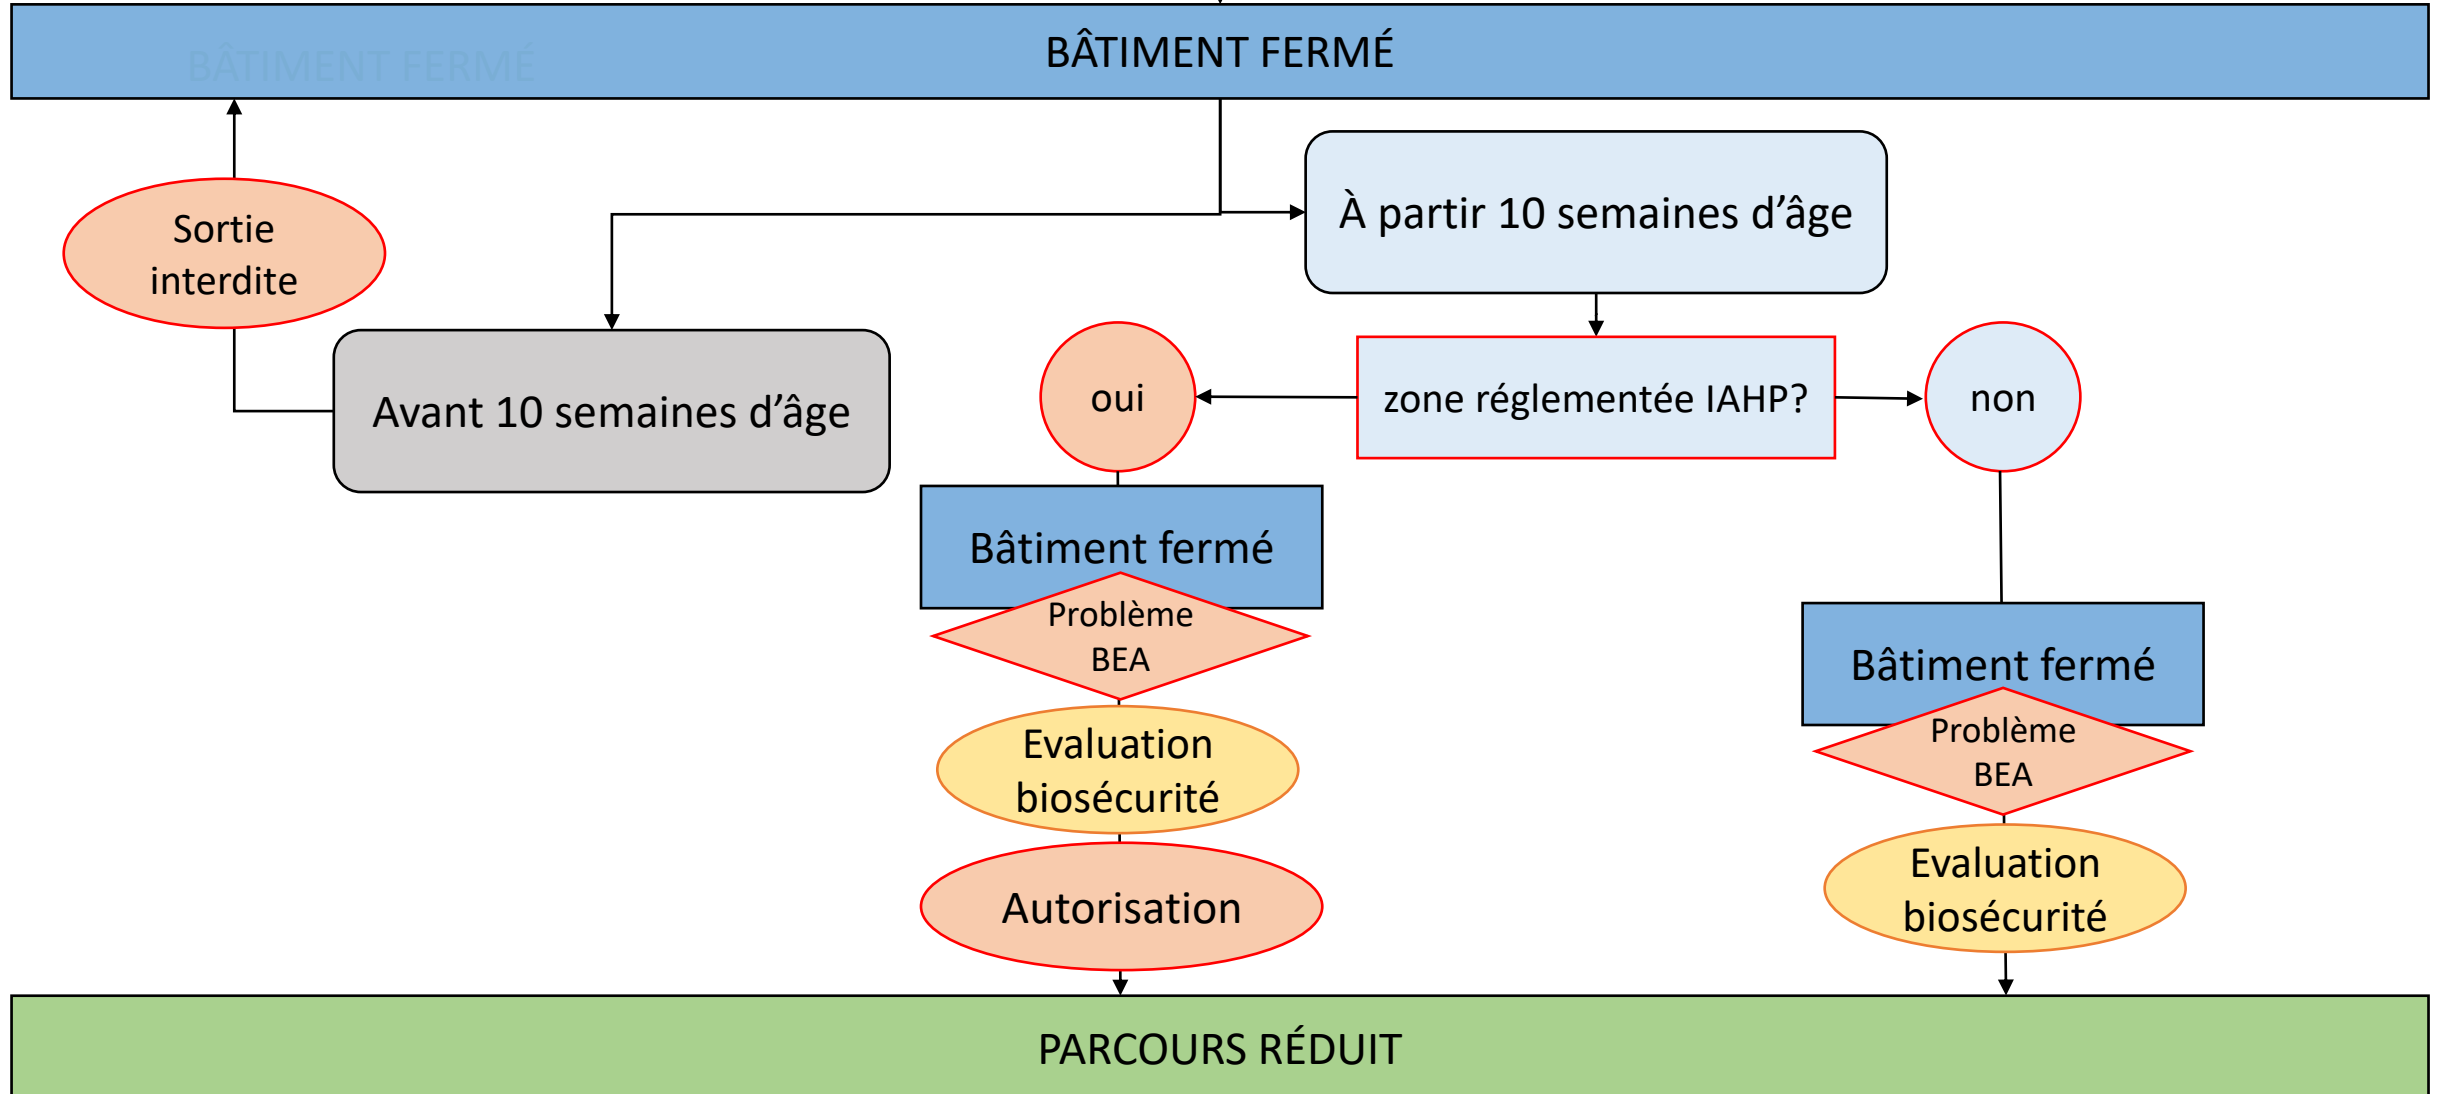 BÂTIMENT FERMÉ
BÂTIMENT FERMÉ
À partir 10 semaines d’âge
Sortie
interdite
Avant 10 semaines d’âge
oui
zone réglementée IAHP?
non
Bâtiment fermé
Problème
BEA
Evaluation
biosécurité
Autorisation
Bâtiment fermé
Problème
BEA
Evaluation
biosécurité
PARCOURS RÉDUIT